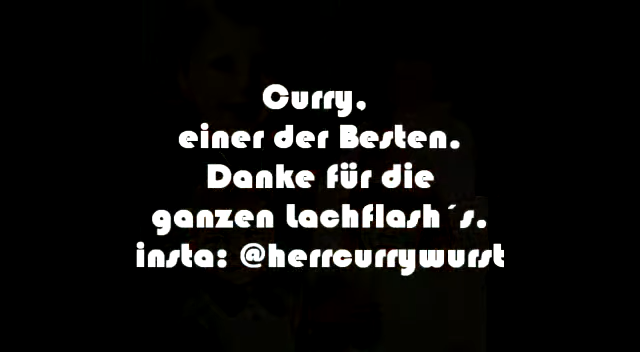 Curry,
einer der Besten.
Danke für die
ganzen Lachflash´s.
insta: @herrcurrywurst